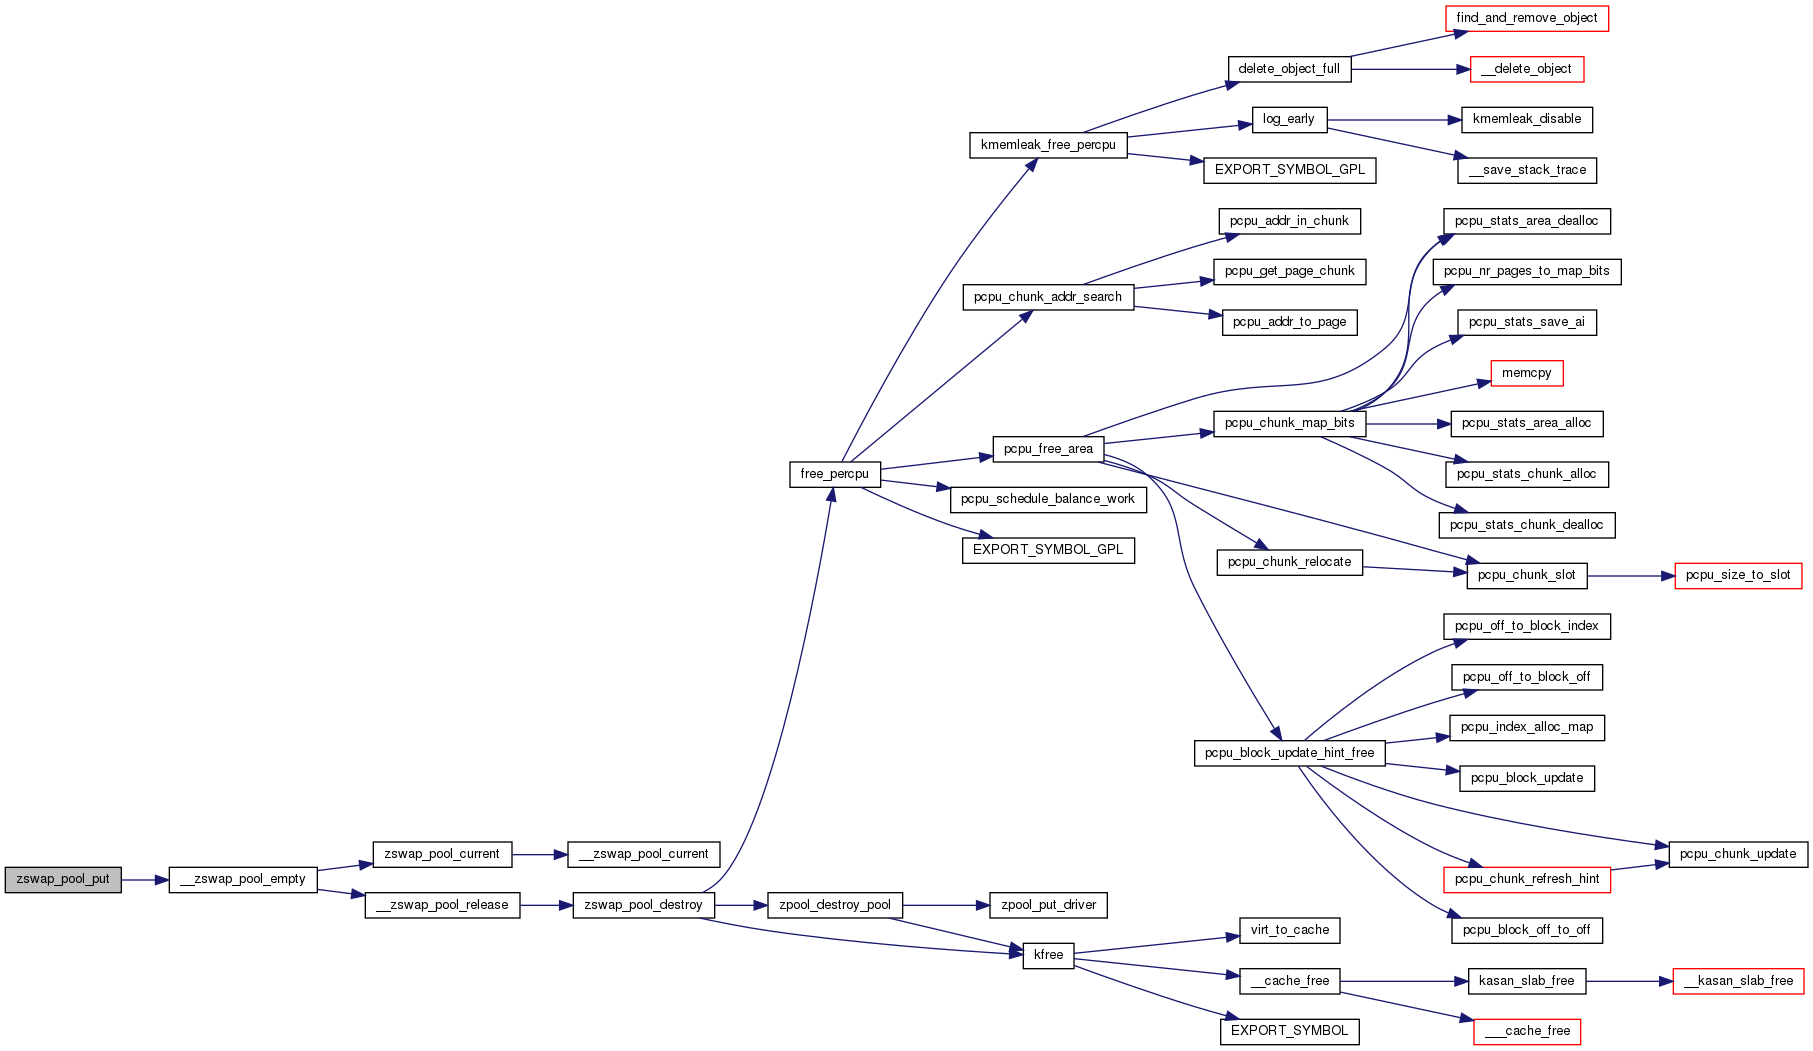 find_and_remove_object
delete_object_full
__delete_object
log_early
kmemleak_disable
kmemleak_free_percpu
EXPORT_SYMBOL_GPL
__save_stack_trace
pcpu_addr_in_chunk
pcpu_stats_area_dealloc
pcpu_get_page_chunk
pcpu_nr_pages_to_map_bits
pcpu_chunk_addr_search
pcpu_addr_to_page
pcpu_stats_save_ai
memcpy
pcpu_chunk_map_bits
pcpu_stats_area_alloc
pcpu_free_area
free_percpu
pcpu_stats_chunk_alloc
pcpu_schedule_balance_work
pcpu_stats_chunk_dealloc
EXPORT_SYMBOL_GPL
pcpu_chunk_relocate
pcpu_chunk_slot
pcpu_size_to_slot
pcpu_off_to_block_index
pcpu_off_to_block_off
pcpu_index_alloc_map
pcpu_block_update_hint_free
pcpu_block_update
zswap_pool_current
__zswap_pool_current
pcpu_chunk_update
zswap_pool_put
__zswap_pool_empty
pcpu_chunk_refresh_hint
__zswap_pool_release
zswap_pool_destroy
zpool_destroy_pool
zpool_put_driver
virt_to_cache
pcpu_block_off_to_off
kfree
__cache_free
kasan_slab_free
__kasan_slab_free
EXPORT_SYMBOL
___cache_free